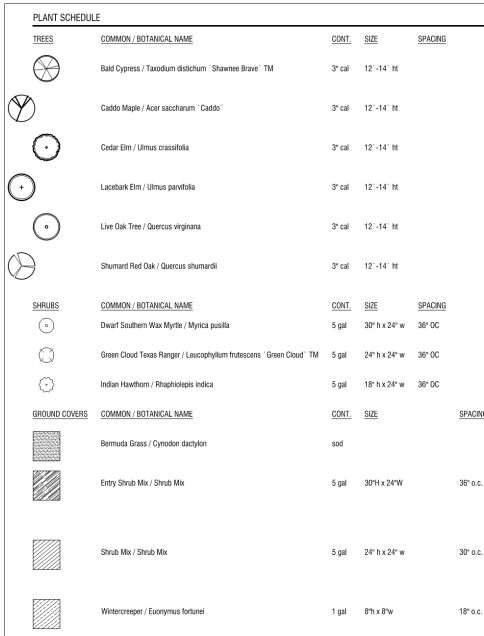 PLANT SCHEDULE
TREES COMMON / BOTANICAL NAME CONT. SIZE SPACING
Bald Cypress / Taxodium distichum `Shawnee Brave` TM 3" cal 12`-14` ht
Caddo Maple / Acer saccharum `Caddo` 3" cal 12`-14` ht
Cedar Elm / Ulmus crassifolia 3" cal 12`-14` ht
Lacebark Elm / Ulmus parvifolia 3" cal 12`-14` ht
Live Oak Tree / Quercus virginana 3" cal 12`-14` ht
Shumard Red Oak / Quercus shumardii 3" cal 12`-14` ht
SHRUBS COMMON / BOTANICAL NAME CONT. SIZE SPACING
Dwarf Southern Wax Myrtle / Myrica pusilla 5 gal 30" h x 24" w 36" OC
Green Cloud Texas Ranger / Leucophyllum frutescens `Green Cloud` TM 5 gal 24" h x 24" w 36" OC
Indian Hawthorn / Rhaphiolepis indica 5 gal 18" h x 24" w 36" OC
GROUND COVERS COMMON / BOTANICAL NAME CONT. SIZE SPACING
Bermuda Grass / Cynodon dactylon sod
Entry Shrub Mix / Shrub Mix 5 gal 30"H x 24"W 36" o.c.
Shrub Mix / Shrub Mix 5 gal 24" h x 24" w 30" o.c.
Wintercreeper / Euonymus fortunei 1 gal 8"h x 8"w 18" o.c.